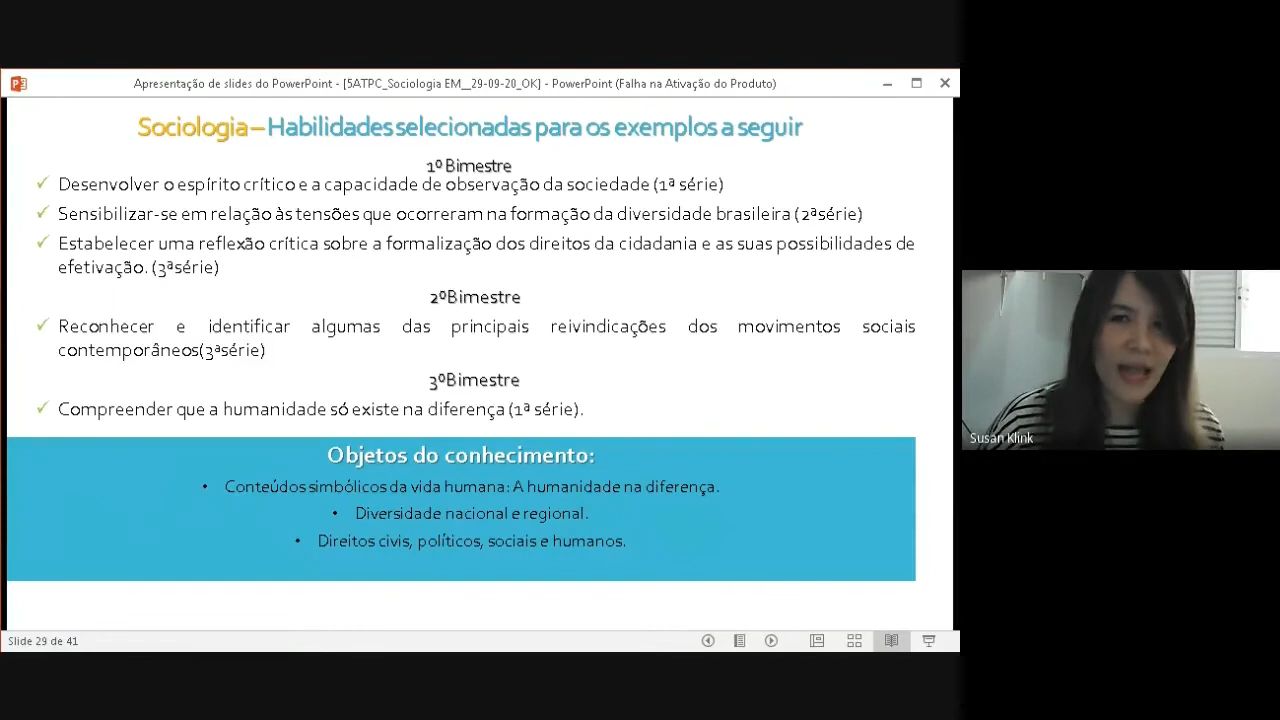 Apresentação de slides do PowerPoint - [5ATPC_Sociologia EM__29-09-20_OK] - PowerPoint (Falha na Ativação do Produto)
Sociologia – Habilidades selecionadas para os exemplos a seguir
1º Bimestre
✓ Desenvolver o espírito crítico e a capacidade de observação da sociedade (1ª série)
✓ Sensibilizar-se em relação às tensões que ocorreram na formação da diversidade brasileira (2ªsérie)
✓ Estabelecer uma reflexão crítica sobre a formalização dos direitos da cidadania e as suas possibilidades de
efetivação. (3ªsérie)
2ºBimestre
✓ Reconhecer e identificar algumas das principais reivindicações dos movimentos sociais
contemporâneos(3ªsérie)
3ºBimestre
✓ Compreender que a humanidade só existe na diferença (1ª série).
Objetos do conhecimento:
• Conteúdos simbólicos da vida humana: A humanidade na diferença.
• Diversidade nacional e regional.
• Direitos civis, políticos, sociais e humanos.
Susan Klink
Slide 29 de 41